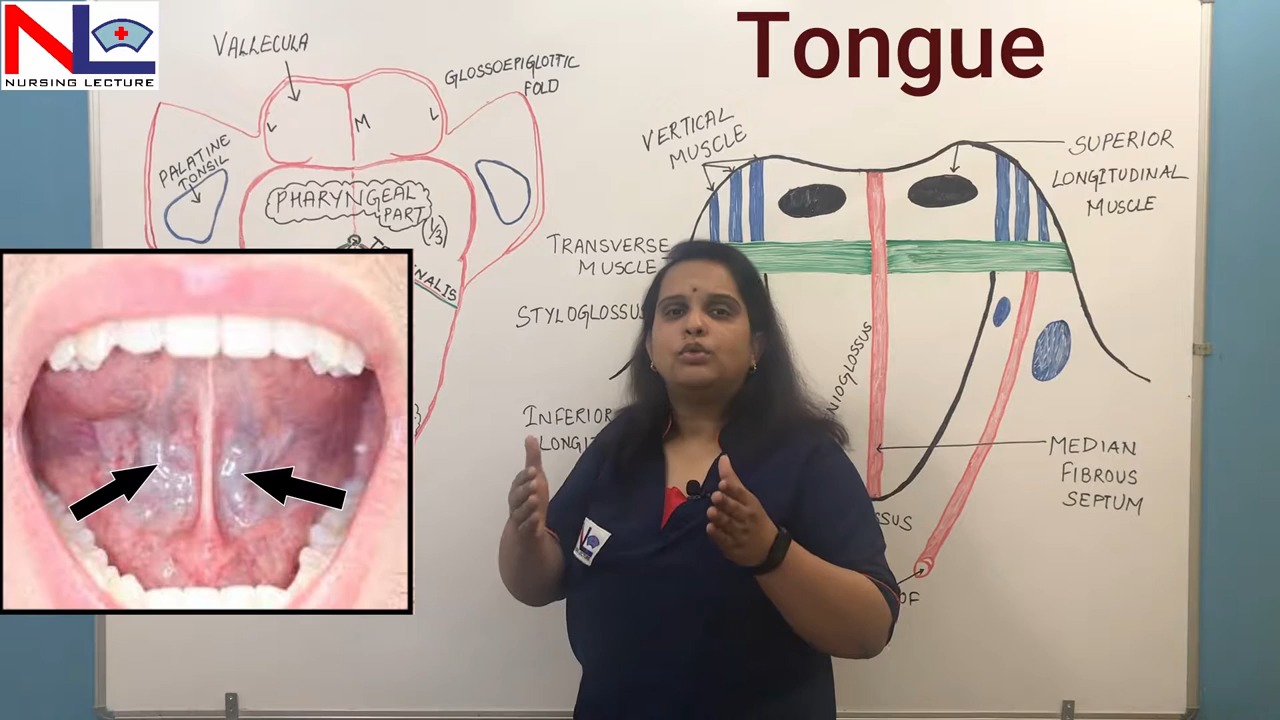 NURSING LECTURE
Tongue
VALLECULA
GLOSSOEPIGLOTTIC
FOLD
L
M
L
PALATINE
TONSIL
PHARYNGEAL
PART
(1/3)
VERTICAL
MUSCLE
SUPERIOR
LONGITUDINAL
MUSCLE
TRANSVERSE
MUSCLE
STYLOGLOSSUS
INFERIOR
MEDIAN
FIBROUS
SEPTUM
OF